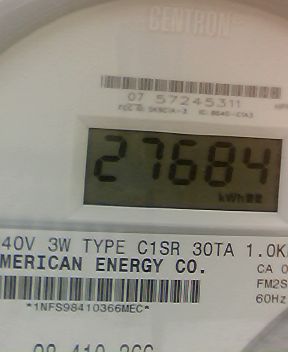 CENTRON
07 57245311
27684
kWh
40V 3W TYPE C1SR 30TA 1.0K
MERICAN ENERGY CO.
CA 0
FM2S
60Hz
*1NFS98410366MEC*